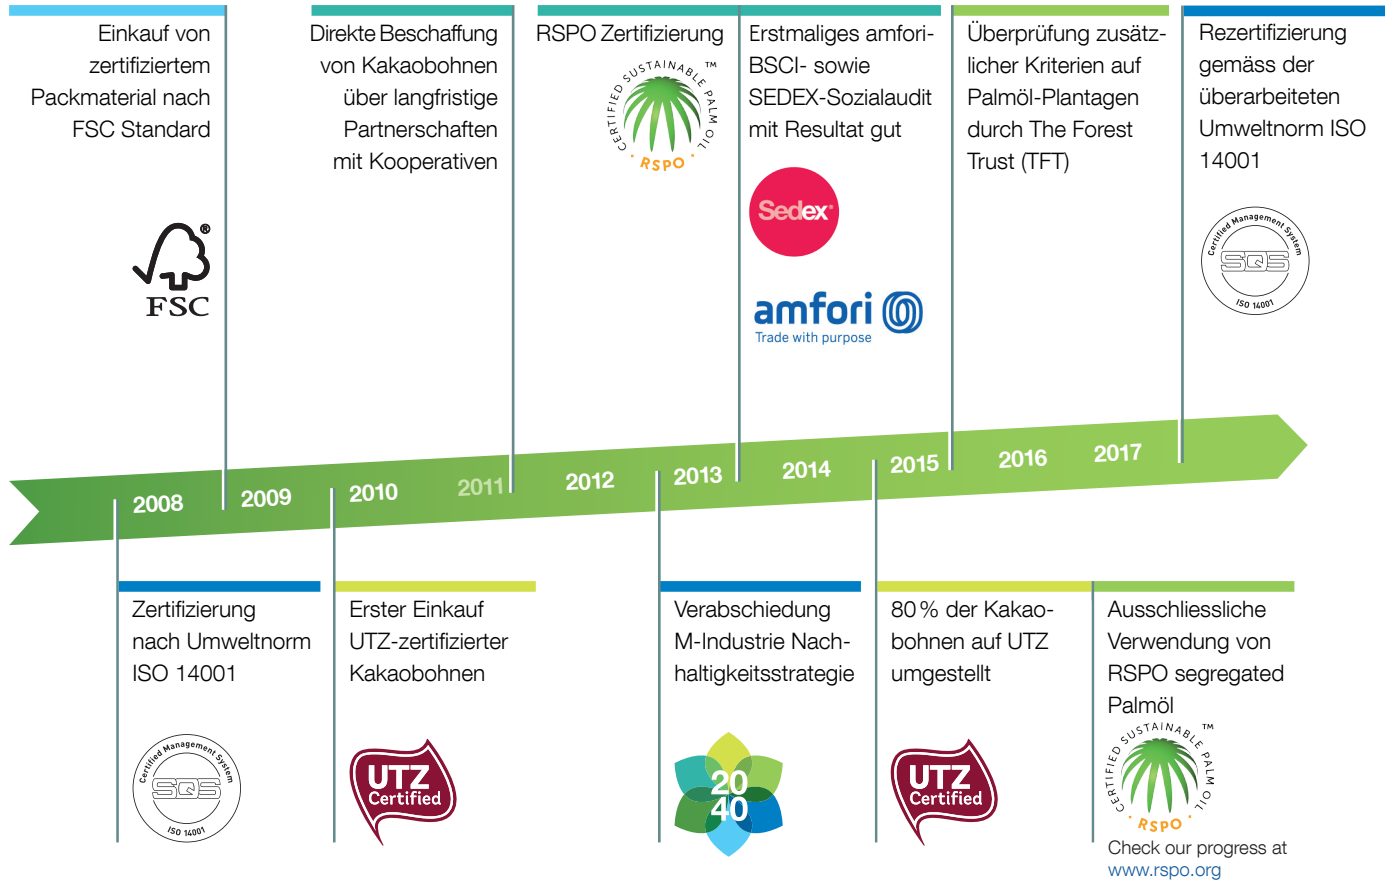 Einkauf von
zertifiziertem
Packmaterial nach
FSC Standard
®
FSC
Direkte Beschaffung
von Kakaobohnen
über langfristige
Partnerschaften
mit Kooperativen
RSPO Zertifizierung
CERTIFIED SUSTAINABLE PALM OIL ™
· RSPO ·
Erstmaliges amfori-
BSCI- sowie
SEDEX-Sozialaudit
mit Resultat gut
Sedex®
amfori
Trade with purpose
Überprüfung zusätz-
licher Kriterien auf
Palmöl-Plantagen
durch The Forest
Trust (TFT)
Rezertifizierung
gemäss der
überarbeiteten
Umweltnorm ISO
14001
Certified Management System
SQS
ISO 14001
2008
2009
2010
2011
2012
2013
2014
2015
2016
2017
Zertifizierung
nach Umweltnorm
ISO 14001
Certified Management System
SQS
ISO 14001
Erster Einkauf
UTZ-zertifizierter
Kakaobohnen
UTZ
Certified
Verabschiedung
M-Industrie Nach-
haltigkeitsstrategie
20
40
80 % der Kakao-
bohnen auf UTZ
umgestellt
UTZ
Certified
Ausschliessliche
Verwendung von
RSPO segregated
Palmöl
CERTIFIED SUSTAINABLE PALM OIL ™
· RSPO ·
Check our progress at
www.rspo.org